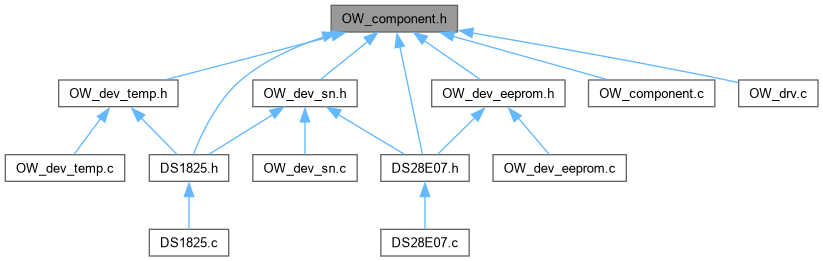 OW_component.h
OW_dev_temp.h
OW_dev_sn.h
OW_dev_eeprom.h
OW_component.c
OW_drv.c
OW_dev_temp.c
DS1825.h
OW_dev_sn.c
DS28E07.h
OW_dev_eeprom.c
DS1825.c
DS28E07.c